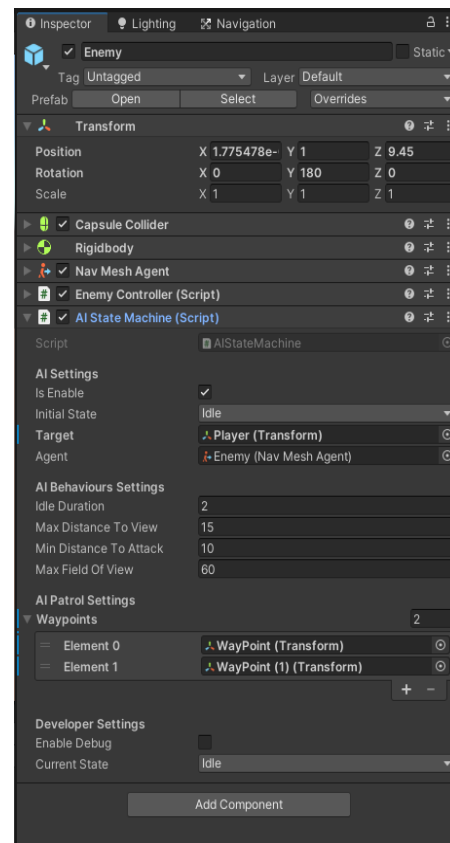 Inspector Lighting Navigation
Enemy Static
Tag Untagged Layer Default
Prefab Open Select Overrides
Transform
Position X 1.775478e- Y 1 Z 9.45
Rotation X 0 Y 180 Z 0
Scale X 1 Y 1 Z 1
Capsule Collider
Rigidbody
Nav Mesh Agent
# Enemy Controller (Script)
# AI State Machine (Script)
Script # AIStateMachine
AI Settings
Is Enable
Initial State Idle
Target Player (Transform)
Agent Enemy (Nav Mesh Agent)
AI Behaviours Settings
Idle Duration 2
Max Distance To View 15
Min Distance To Attack 10
Max Field Of View 60
AI Patrol Settings
Waypoints 2
Element 0 WayPoint (Transform)
Element 1 WayPoint (1) (Transform)
+ −
Developer Settings
Enable Debug
Current State Idle
Add Component